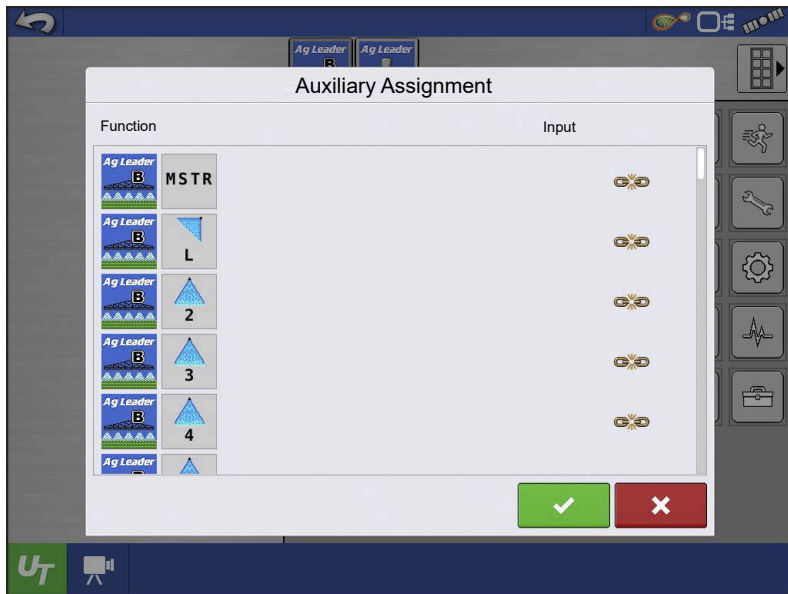 Ag Leader Ag Leader
B
Auxiliary Assignment
Function Input
Ag Leader
B
MSTR
Ag Leader
B
L
Ag Leader
B
2
Ag Leader
B
3
Ag Leader
B
4
Ag Leader
UT